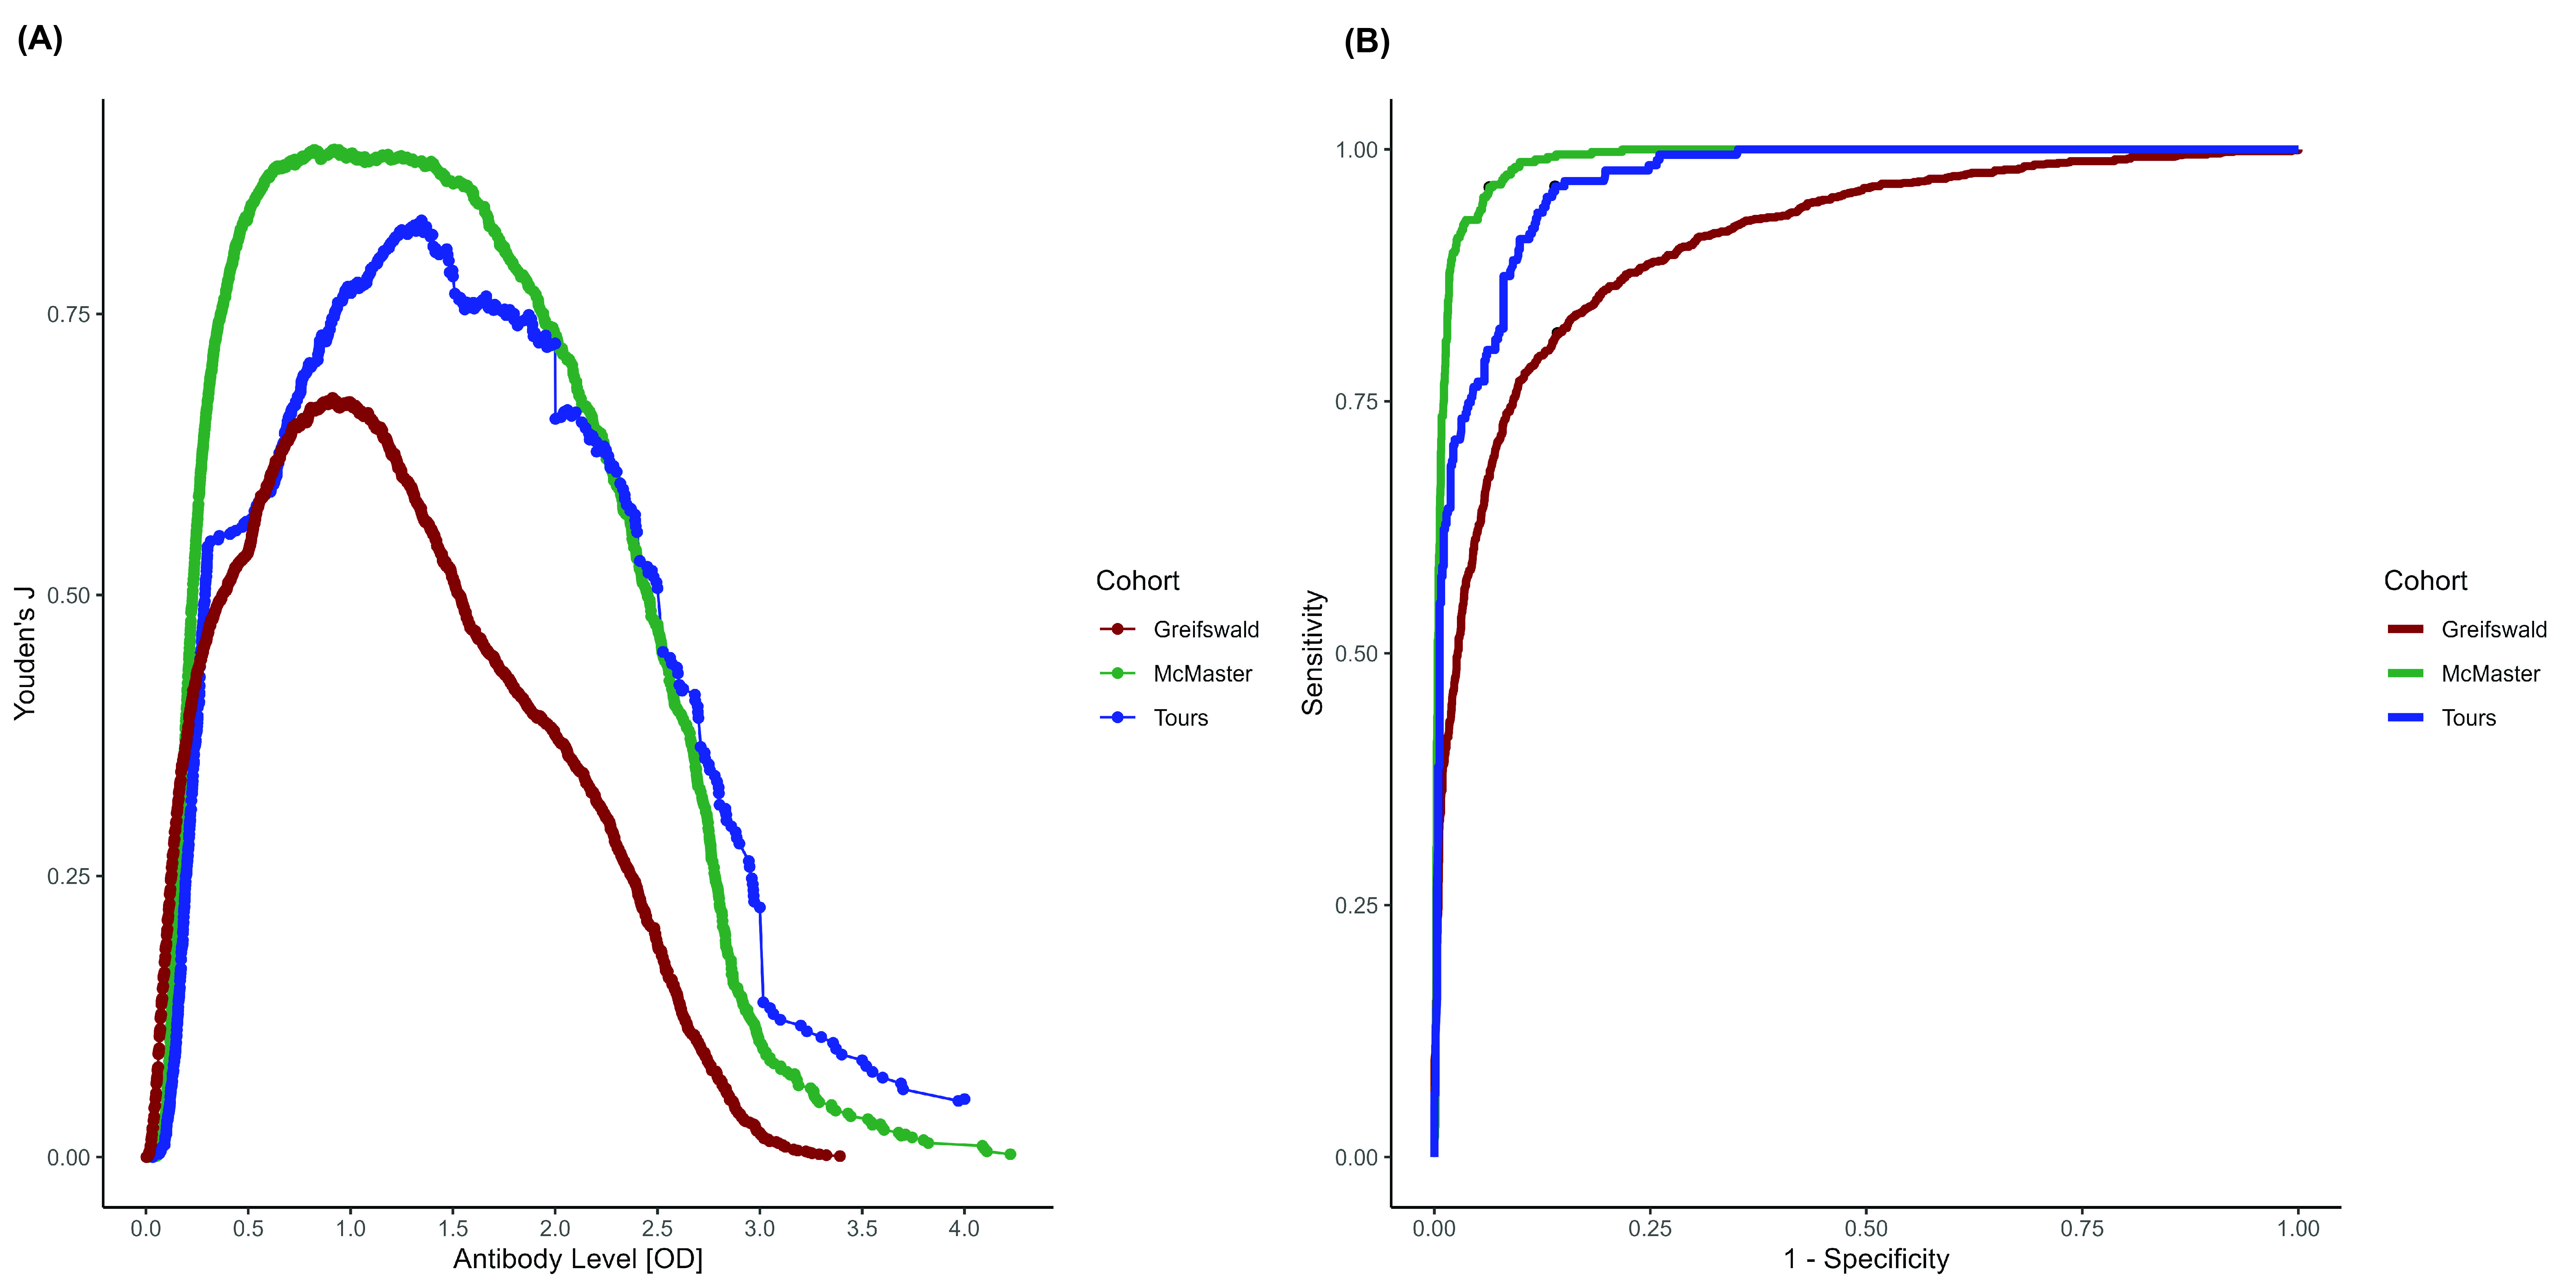 (A)
Youden's J
0.75
0.50
0.25
0.00
0.0 0.5 1.0 1.5 2.0 2.5 3.0 3.5 4.0
Antibody Level [OD]
Cohort
Greifswald
McMaster
Tours
(B)
Sensitivity
1.00
0.75
0.50
0.25
0.00
0.00 0.25 0.50 0.75 1.00
1 - Specificity
Cohort
Greifswald
McMaster
Tours